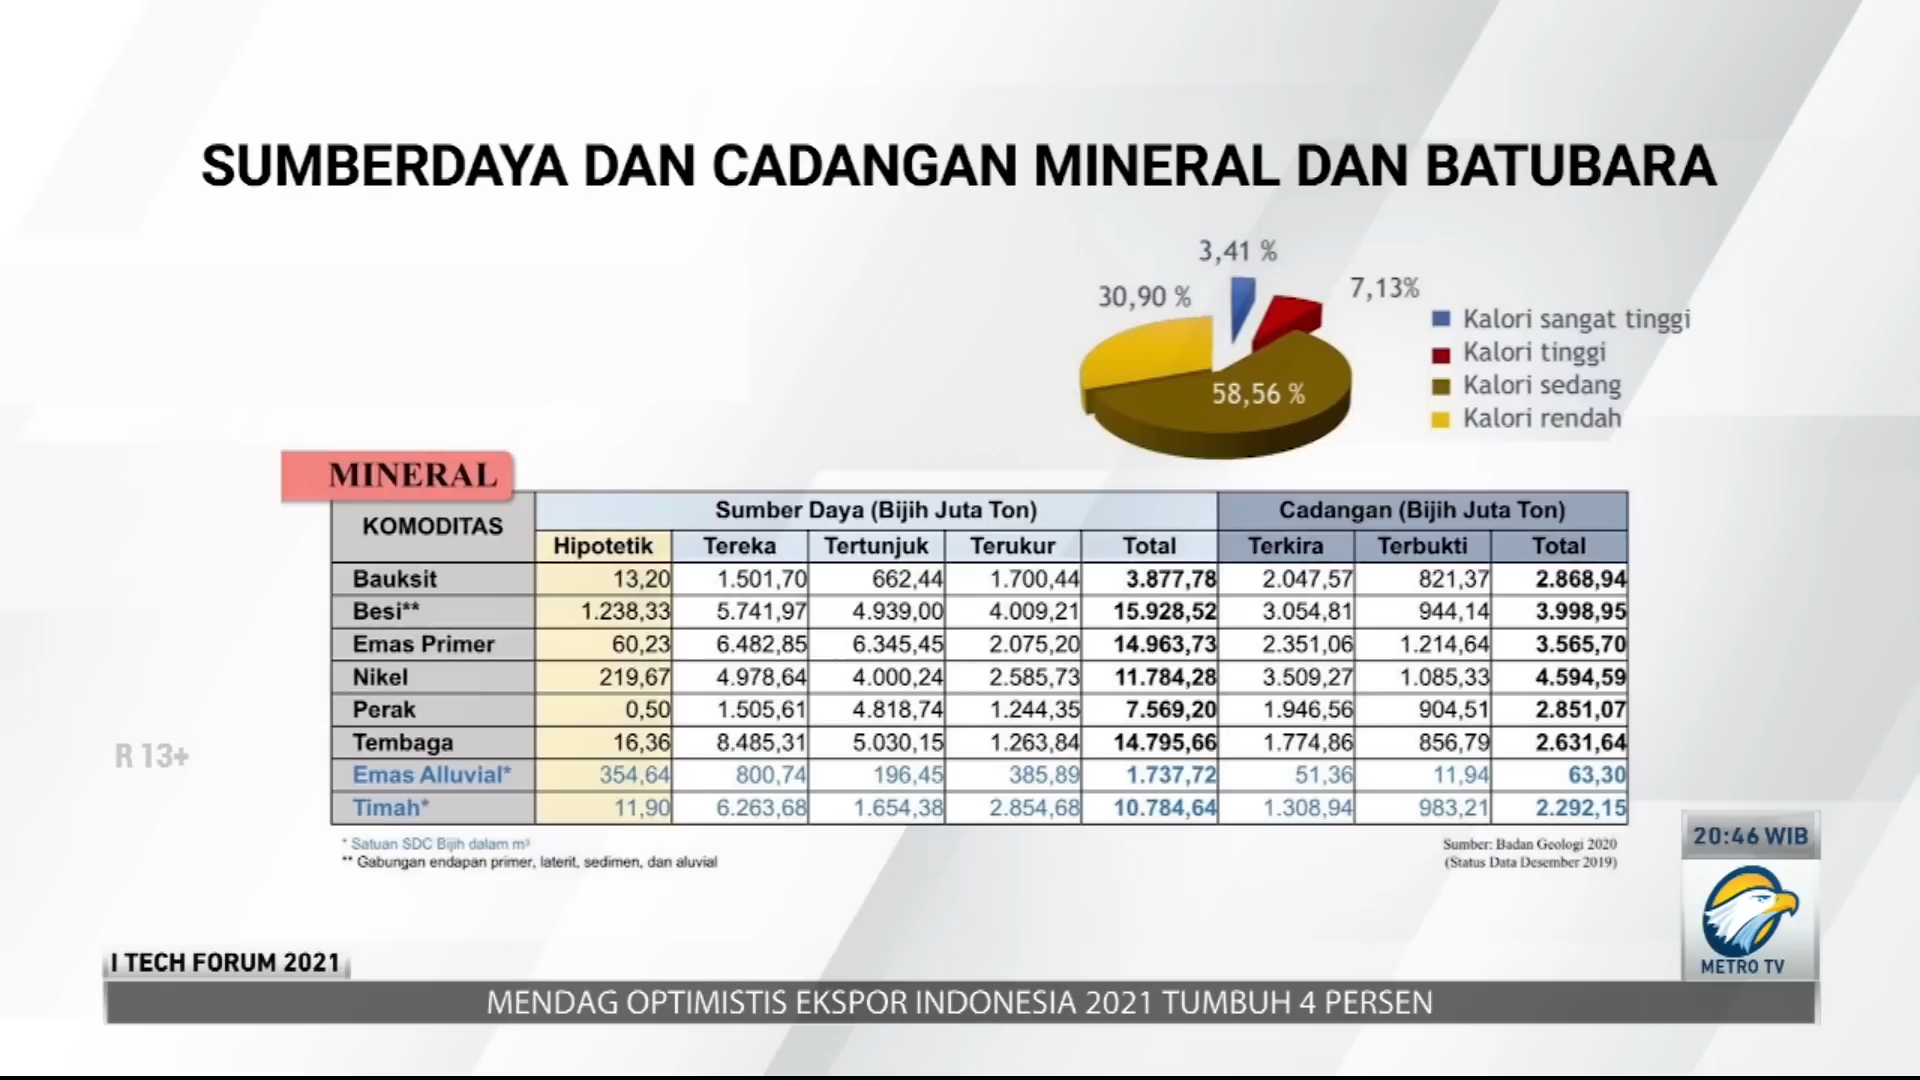 SUMBERDAYA DAN CADANGAN MINERAL DAN BATUBARA
3,41 %
7,13%
30,90 %
58,56 %
Kalori sangat tinggi
Kalori tinggi
Kalori sedang
Kalori rendah
MINERAL
KOMODITAS Sumber Daya (Bijih Juta Ton) Cadangan (Bijih Juta Ton)
Hipotetik Tereka Tertunjuk Terukur Total Terkira Terbukti Total
Bauksit 13,20 1.501,70 662,44 1.700,44 3.877,78 2.047,57 821,37 2.868,94
Besi** 1.238,33 5.741,97 4.939,00 4.009,21 15.928,52 3.054,81 944,14 3.998,95
Emas Primer 60,23 6.482,85 6.345,45 2.075,20 14.963,73 2.351,06 1.214,64 3.565,70
Nikel 219,67 4.978,64 4.000,24 2.585,73 11.784,28 3.509,27 1.085,33 4.594,59
Perak 0,50 1.505,61 4.818,74 1.244,35 7.569,20 1.946,56 904,51 2.851,07
Tembaga 16,36 8.485,31 5.030,15 1.263,84 14.795,66 1.774,86 856,79 2.631,64
Emas Alluvial* 354,64 800,74 196,45 385,89 1.737,72 51,36 11,94 63,30
Timah* 11,90 6.263,68 1.654,38 2.854,68 10.784,64 1.308,94 983,21 2.292,15
* Satuan SDC Bijih dalam m³
** Gabungan endapan primer, laterit, sedimen, dan aluvial
Sumber: Badan Geologi 2020
(Status Data Desember 2019)
R 13+
20:46 WIB
METRO TV
I TECH FORUM 2021
MENDAG OPTIMISTIS EKSPOR INDONESIA 2021 TUMBUH 4 PERSEN